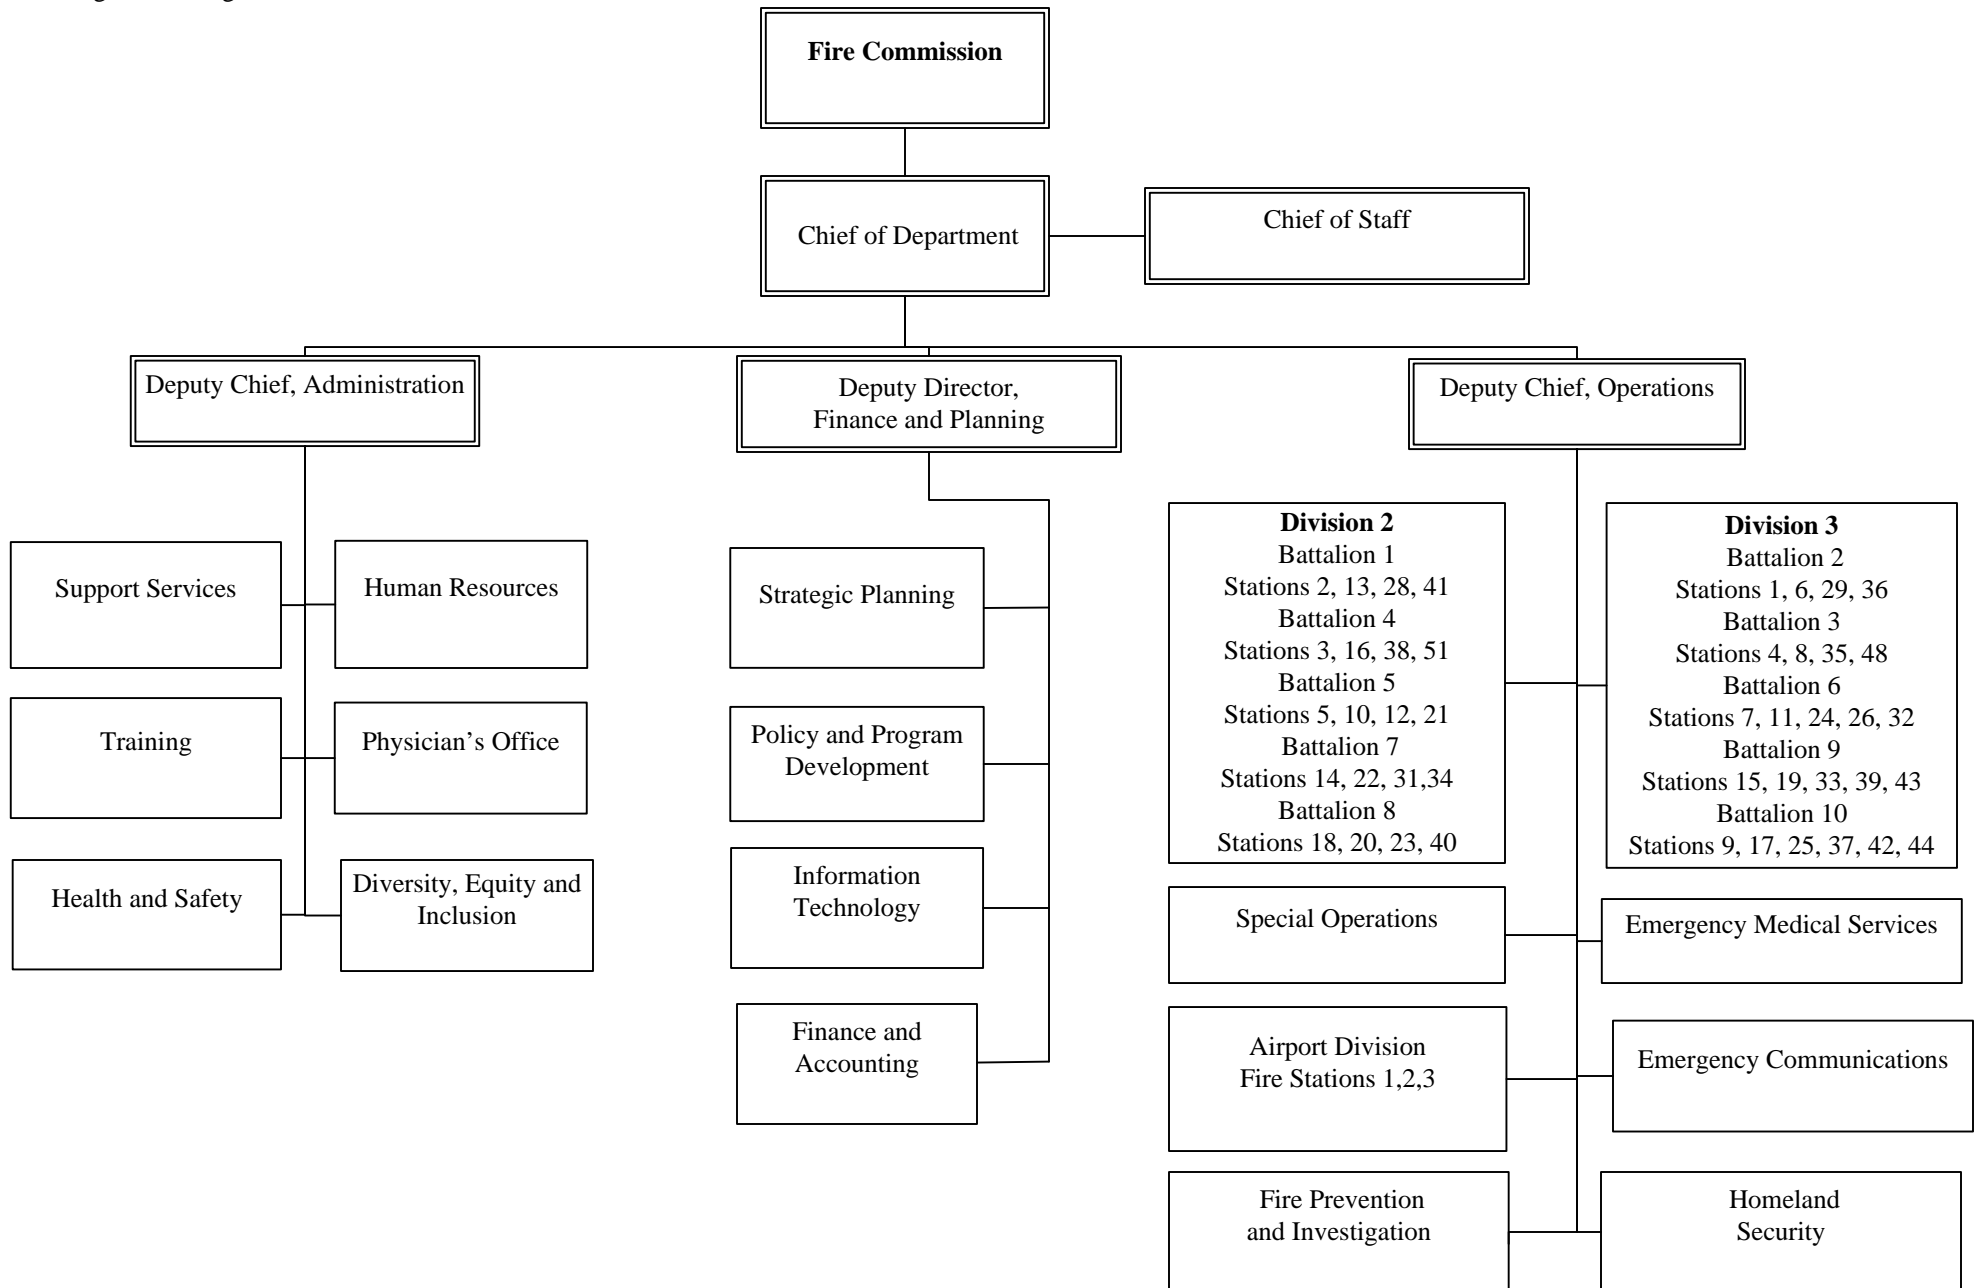 Fire Commission
Chief of Department
Chief of Staff
Deputy Chief, Administration
Deputy Director,
Finance and Planning
Deputy Chief, Operations
Support Services
Human Resources
Training
Physician’s Office
Health and Safety
Diversity, Equity and
Inclusion
Strategic Planning
Policy and Program
Development
Information
Technology
Finance and
Accounting
Division 2
Battalion 1
Stations 2, 13, 28, 41
Battalion 4
Stations 3, 16, 38, 51
Battalion 5
Stations 5, 10, 12, 21
Battalion 7
Stations 14, 22, 31,34
Battalion 8
Stations 18, 20, 23, 40
Division 3
Battalion 2
Stations 1, 6, 29, 36
Battalion 3
Stations 4, 8, 35, 48
Battalion 6
Stations 7, 11, 24, 26, 32
Battalion 9
Stations 15, 19, 33, 39, 43
Battalion 10
Stations 9, 17, 25, 37, 42, 44
Special Operations
Emergency Medical Services
Airport Division
Fire Stations 1,2,3
Emergency Communications
Fire Prevention
and Investigation
Homeland
Security